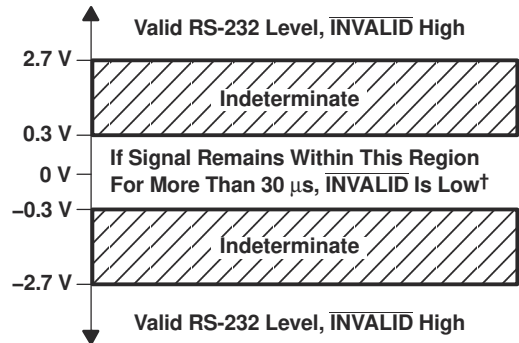 Valid RS-232 Level, INVALID High
2.7 V
Indeterminate
0.3 V
If Signal Remains Within This Region
0 V
For More Than 30 μs, INVALID Is Low†
−0.3 V
Indeterminate
−2.7 V
Valid RS-232 Level, INVALID High